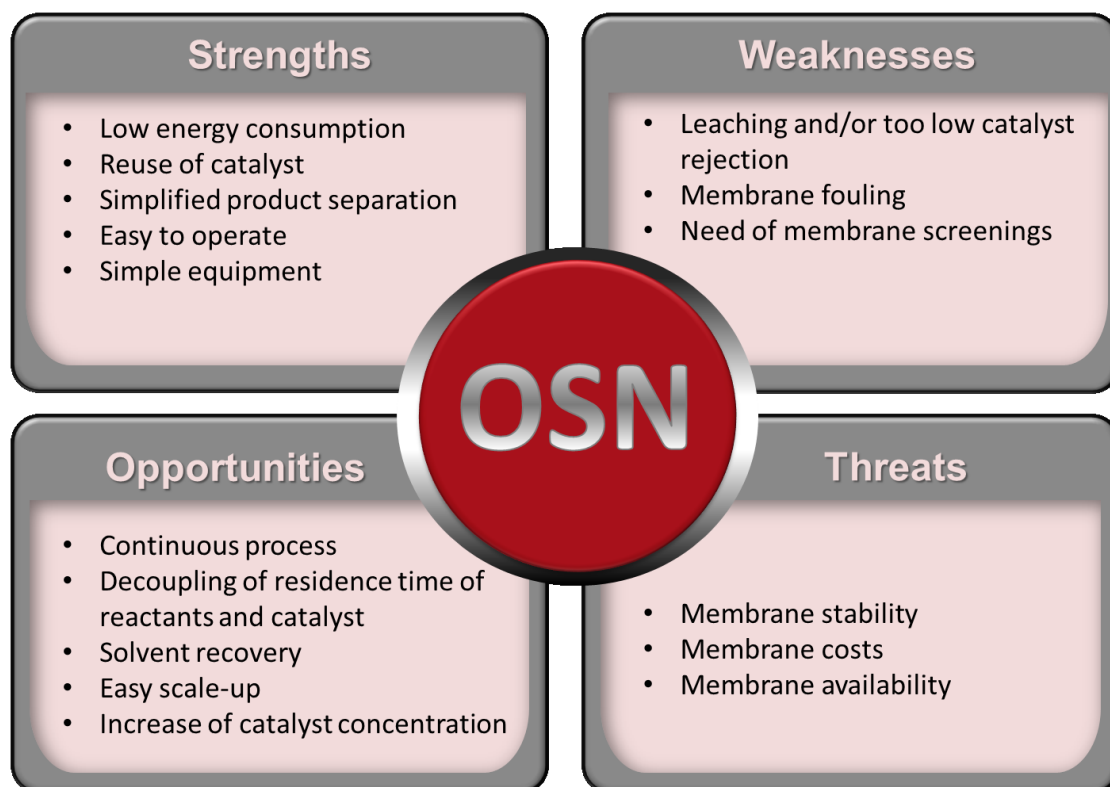 Strengths
• Low energy consumption
• Reuse of catalyst
• Simplified product separation
• Easy to operate
• Simple equipment
Weaknesses
• Leaching and/or too low catalyst
rejection
• Membrane fouling
• Need of membrane screenings
OSN
Opportunities
• Continuous process
• Decoupling of residence time of
reactants and catalyst
• Solvent recovery
• Easy scale-up
• Increase of catalyst concentration
Threats
• Membrane stability
• Membrane costs
• Membrane availability